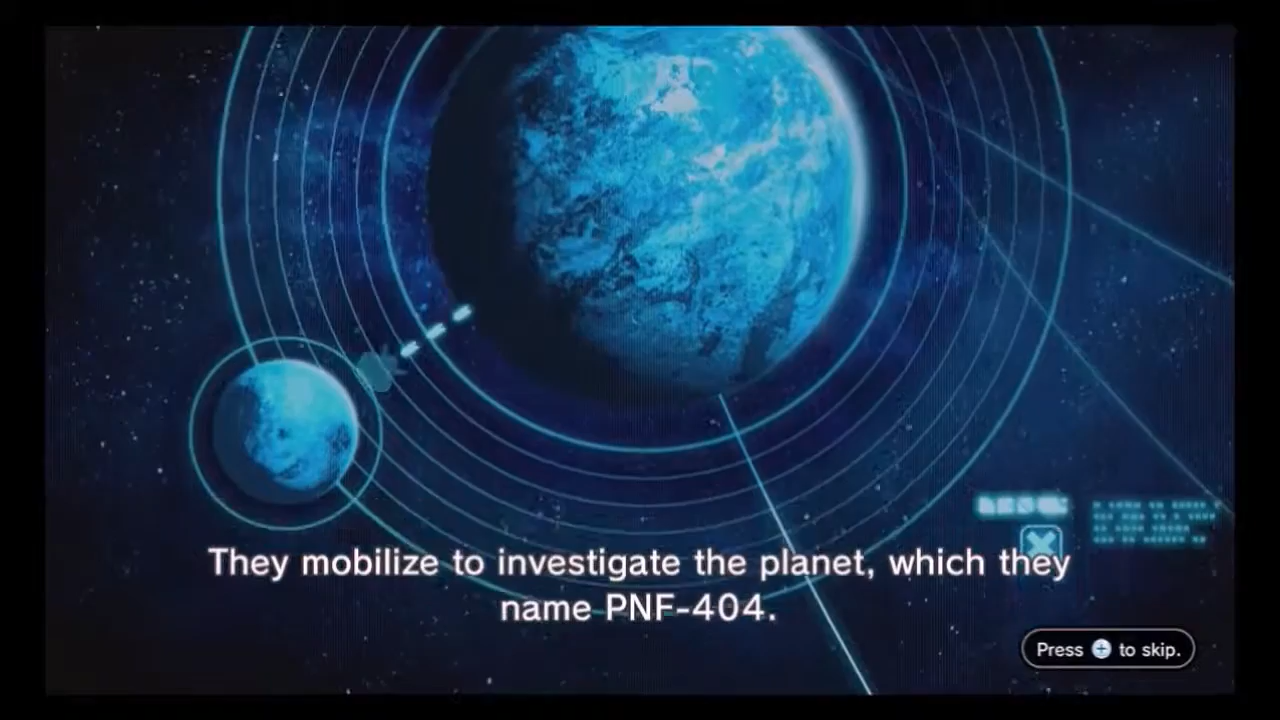 They mobilize to investigate the planet, which they
name PNF-404.
Press + to skip.